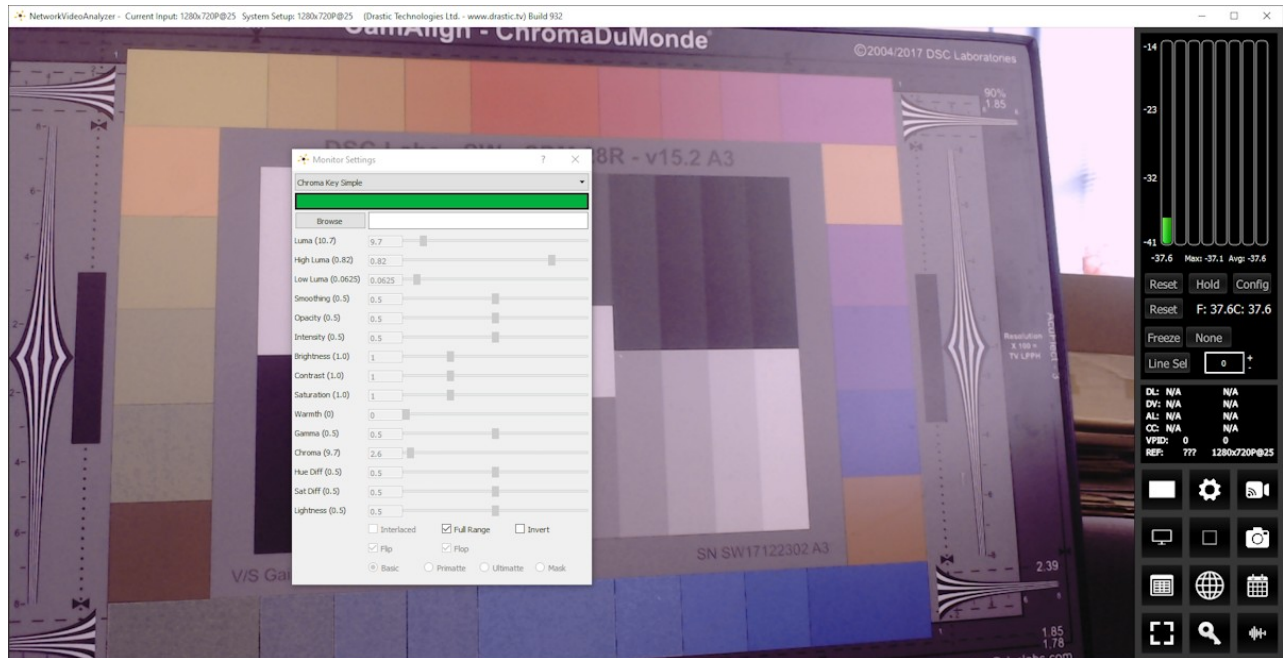 NetworkVideoAnalyzer - Current Input: 1280x720P@25 System Setup: 1280x720P@25 (Drastic Technologies Ltd. - www.drastic.tv) Build 932
CamAlign - ChromaDuMonde
©2004/2017 DSC Laboratories
90%
1.85
8R - v15.2 A3
Monitor Settings
?
Chroma Key Simple
Browse
Luma (10.7) 9.7
High Luma (0.82) 0.82
Low Luma (0.0625) 0.0625
Smoothing (0.5) 0.5
Opacity (0.5) 0.5
Intensity (0.5) 0.5
Brightness (1.0) 1
Contrast (1.0) 1
Saturation (1.0) 1
Warmth (0) 0
Gamma (0.5) 0.5
Chroma (9.7) 2.6
Hue Diff (0.5) 0.5
Sat Diff (0.5) 0.5
Lightness (0.5) 0.5
Interlaced Full Range Invert
Flip Flop
Basic Primatte Ultimatte Mask
Resolution
X 100 =
TV LPPH
V/S Ga
SN SW17122302 A3
2.39
1.85
1.78
-14
-23
-32
-41
-37.6 Max: -37.1 Avg: -37.6
Reset Hold Config
Reset F: 37.6C: 37.6
Freeze None
Line Sel 0 + -
DL: N/A N/A
DV: N/A N/A
AL: N/A N/A
CC: N/A N/A
VPID: 0 0
REF: ??? 1280x720P@25